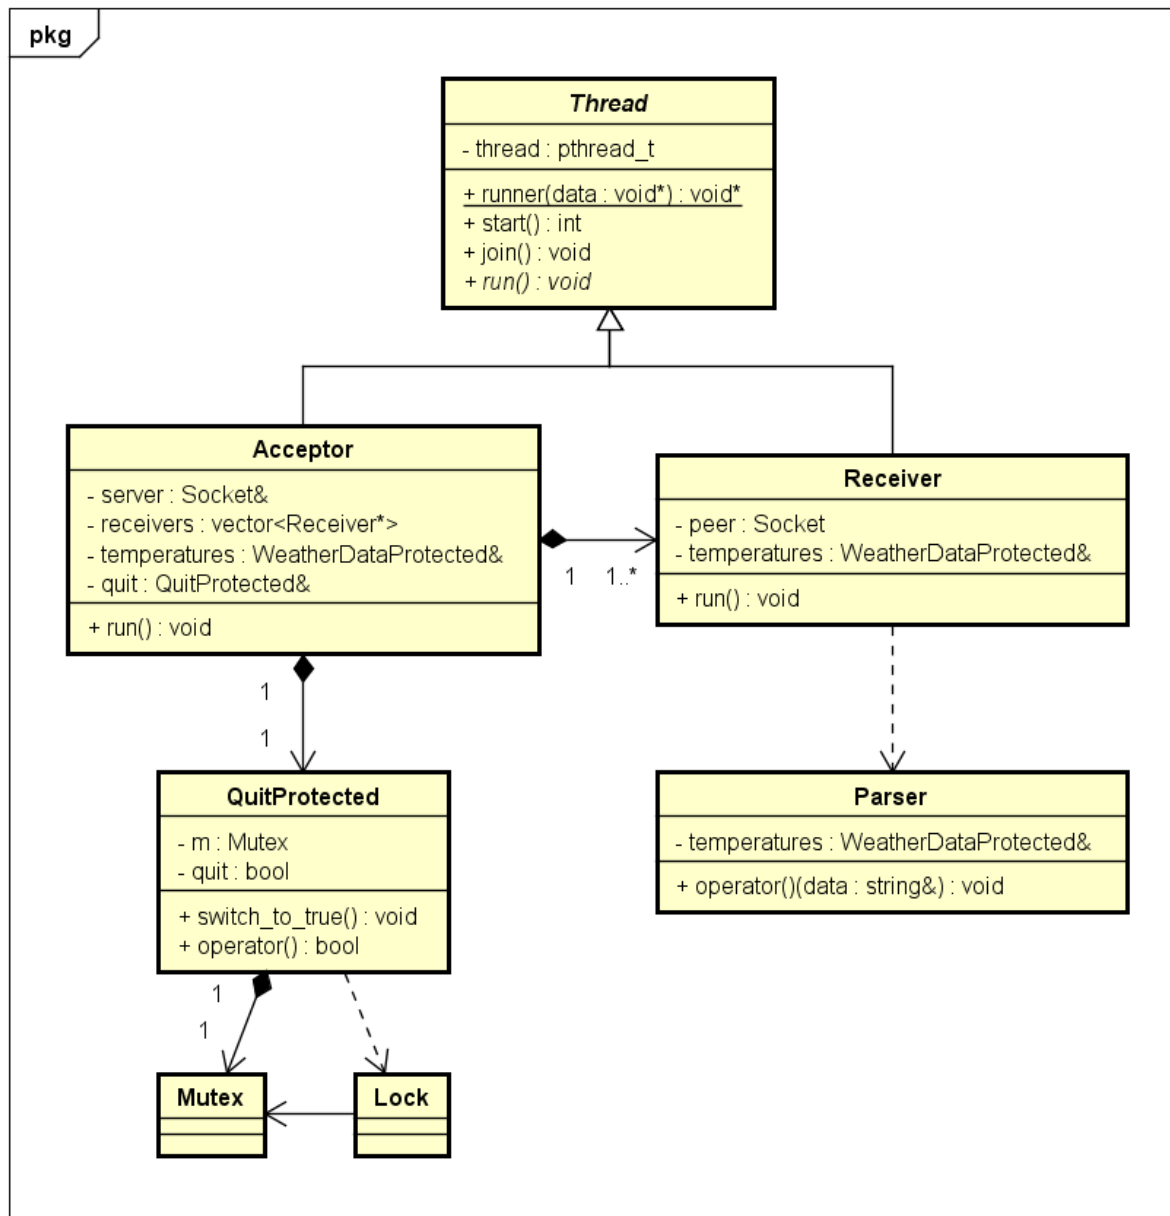 pkg
Thread
- thread : pthread_t
+ runner(data : void*) : void*
+ start() : int
+ join() : void
+ run() : void
Acceptor
- server : Socket&
- receivers : vector<Receiver*>
- temperatures : WeatherDataProtected&
- quit : QuitProtected&
+ run() : void
1
1..*
Receiver
- peer : Socket
- temperatures : WeatherDataProtected&
+ run() : void
1
1
QuitProtected
- m : Mutex
- quit : bool
+ switch_to_true() : void
+ operator() : bool
Parser
- temperatures : WeatherDataProtected&
+ operator()(data : string&) : void
1
1
Mutex
Lock